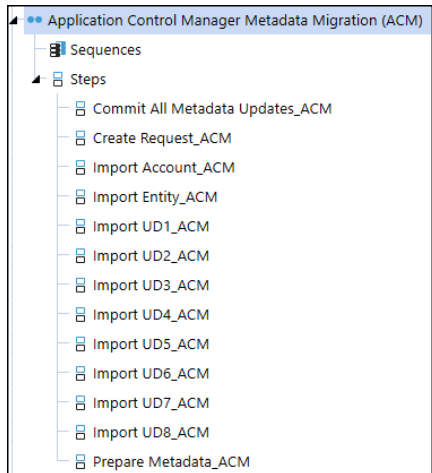 Application Control Manager Metadata Migration (ACM)
Sequences
Steps
Commit All Metadata Updates_ACM
Create Request_ACM
Import Account_ACM
Import Entity_ACM
Import UD1_ACM
Import UD2_ACM
Import UD3_ACM
Import UD4_ACM
Import UD5_ACM
Import UD6_ACM
Import UD7_ACM
Import UD8_ACM
Prepare Metadata_ACM